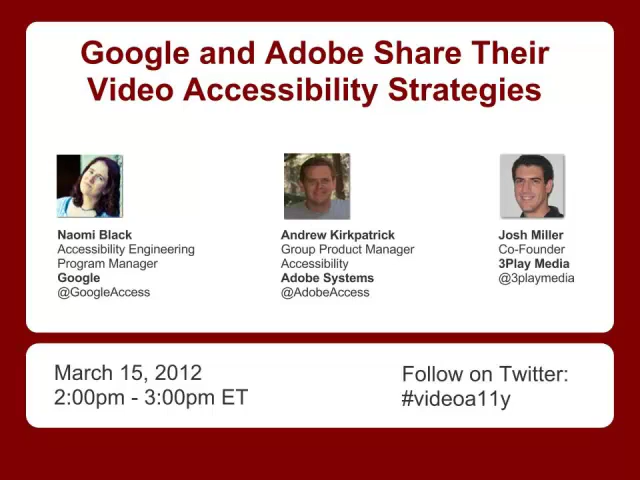 Google and Adobe Share Their
Video Accessibility Strategies
Naomi Black
Accessibility Engineering
Program Manager
Google
@GoogleAccess
Andrew Kirkpatrick
Group Product Manager
Accessibility
Adobe Systems
@AdobeAccess
Josh Miller
Co-Founder
3Play Media
@3playmedia
March 15, 2012
2:00pm - 3:00pm ET
Follow on Twitter:
#videoa11y